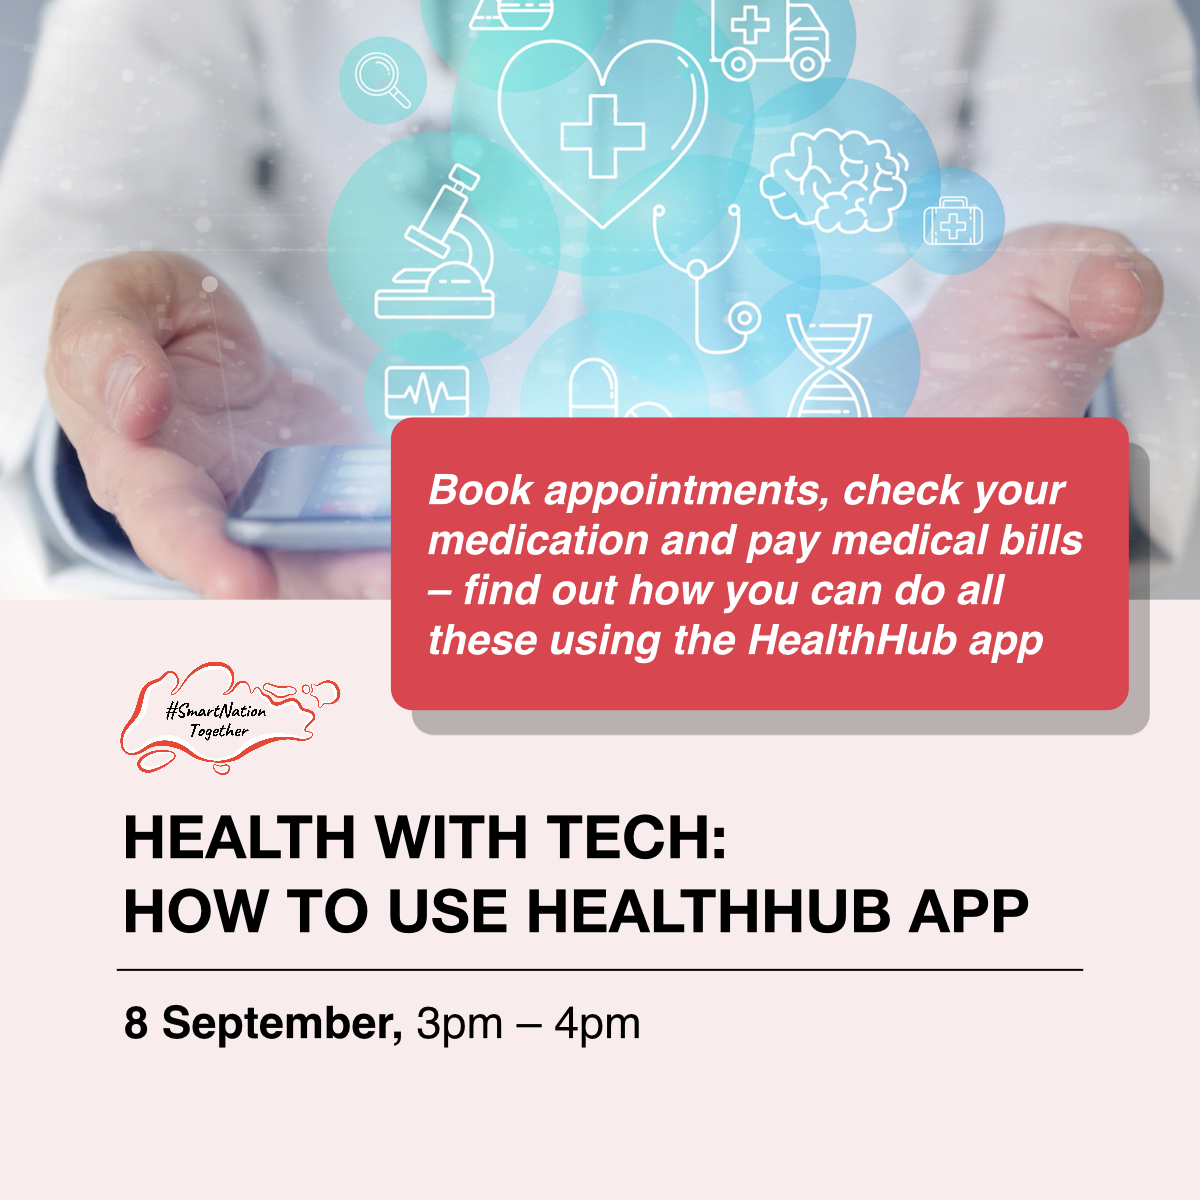 Book appointments, check your
medication and pay medical bills
– find out how you can do all
these using the HealthHub app
#SmartNation
Together
HEALTH WITH TECH:
HOW TO USE HEALTHHUB APP
8 September, 3pm – 4pm